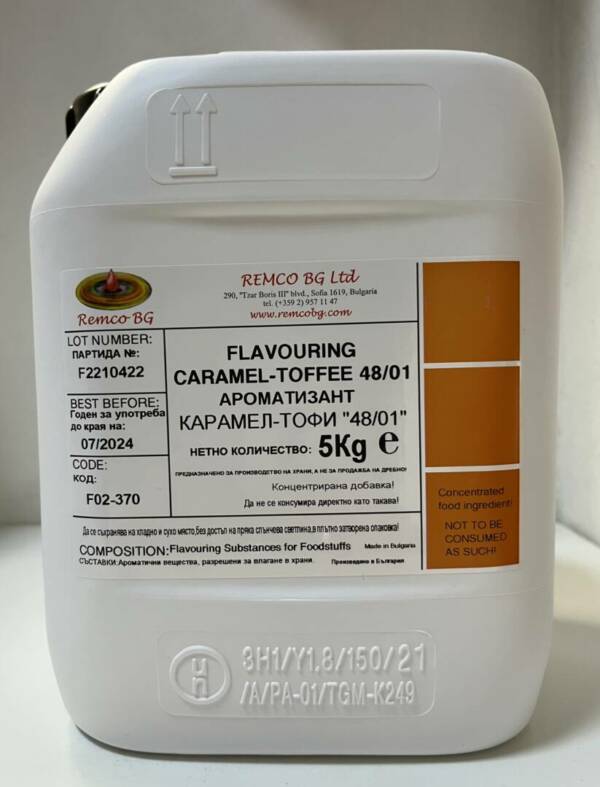 Remco BG
REMCO BG Ltd
290, "Tzar Boris III" blvd., Sofia 1619, Bulgaria
tel. (+359 2) 957 11 47
www.remcobg.com
LOT NUMBER:
ПАРТИДА №:
F2210422
BEST BEFORE:
Годен за употреба
до края на:
07/2024
CODE:
КОД:
F02-370
FLAVOURING
CARAMEL-TOFFEE 48/01
АРОМАТИЗАНТ
КАРАМЕЛ-ТОФИ "48/01"
НЕТНО КОЛИЧЕСТВО: 5Kg e
ПРЕДНАЗНАЧЕНО ЗА ПРОИЗВОДСТВО НА ХРАНИ, А НЕ ЗА ПРОДАЖБА НА ДРЕБНО!
Концентрирана добавка!
Да не се консумира директно като такава!
Concentrated
food ingredient!
NOT TO BE
CONSUMED
AS SUCH!
Да се съхранява на хладно и сухо място, без достъп на пряка слънчева светлина, в плътно затворена опаковка!
COMPOSITION: Flavouring Substances for Foodstuffs Made in Bulgaria
СЪСТАВКИ: Ароматични вещества, разрешени за влагане в храни. Произведено в България
3H1/Y1,8/150/21
/A/PA-01/TGM-K249